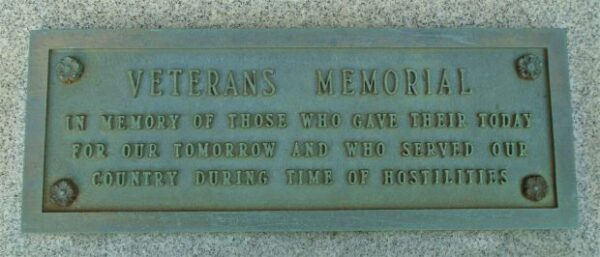 VETERANS MEMORIAL
IN MEMORY OF THOSE WHO GAVE THEIR TODAY
FOR OUR TOMORROW AND WHO SERVED OUR
COUNTRY DURING TIME OF HOSTILITIES